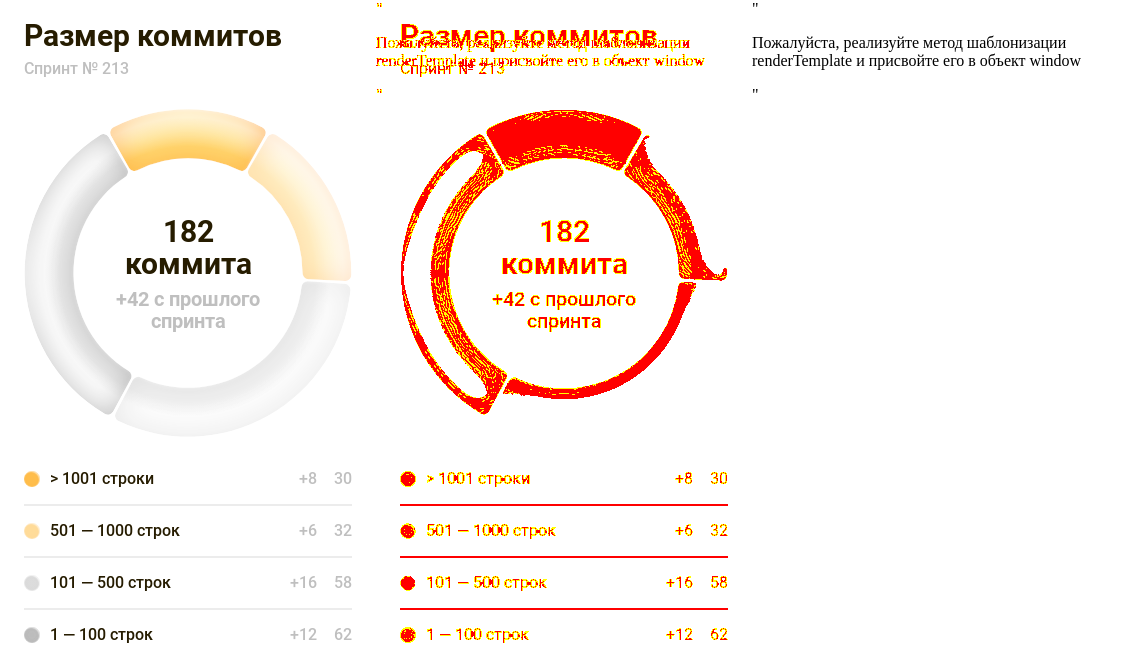 Размер коммитов
Спринт № 213
182
коммита
+42 с прошлого
спринта
> 1001 строки +8 30
501 — 1000 строк +6 32
101 — 500 строк +16 58
1 — 100 строк +12 62
"
Размер коммитов
Пожалуйста, реализуйте метод шаблонизации
renderTemplate и присвойте его в объект window
Спринт № 213
"
182
коммита
+42 с прошлого
спринта
> 1001 строки +8 30
501 — 1000 строк +6 32
101 — 500 строк +16 58
1 — 100 строк +12 62
"
Пожалуйста, реализуйте метод шаблонизации
renderTemplate и присвойте его в объект window
"